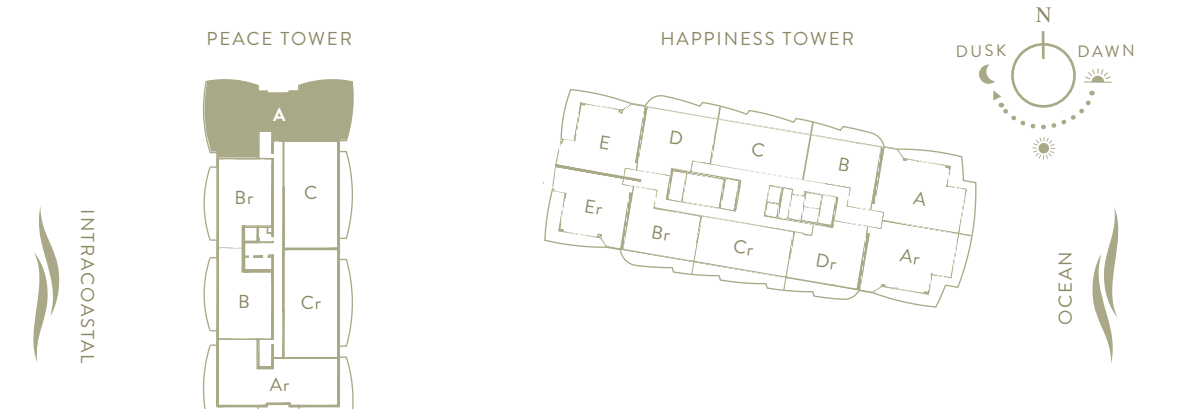 N
PEACE TOWER
HAPPINESS TOWER
DUSK
DAWN
A
E
D
C
B
Br
C
A
Er
Br
Cr
Dr
Ar
INTRACOASTAL
OCEAN
B
Cr
Ar